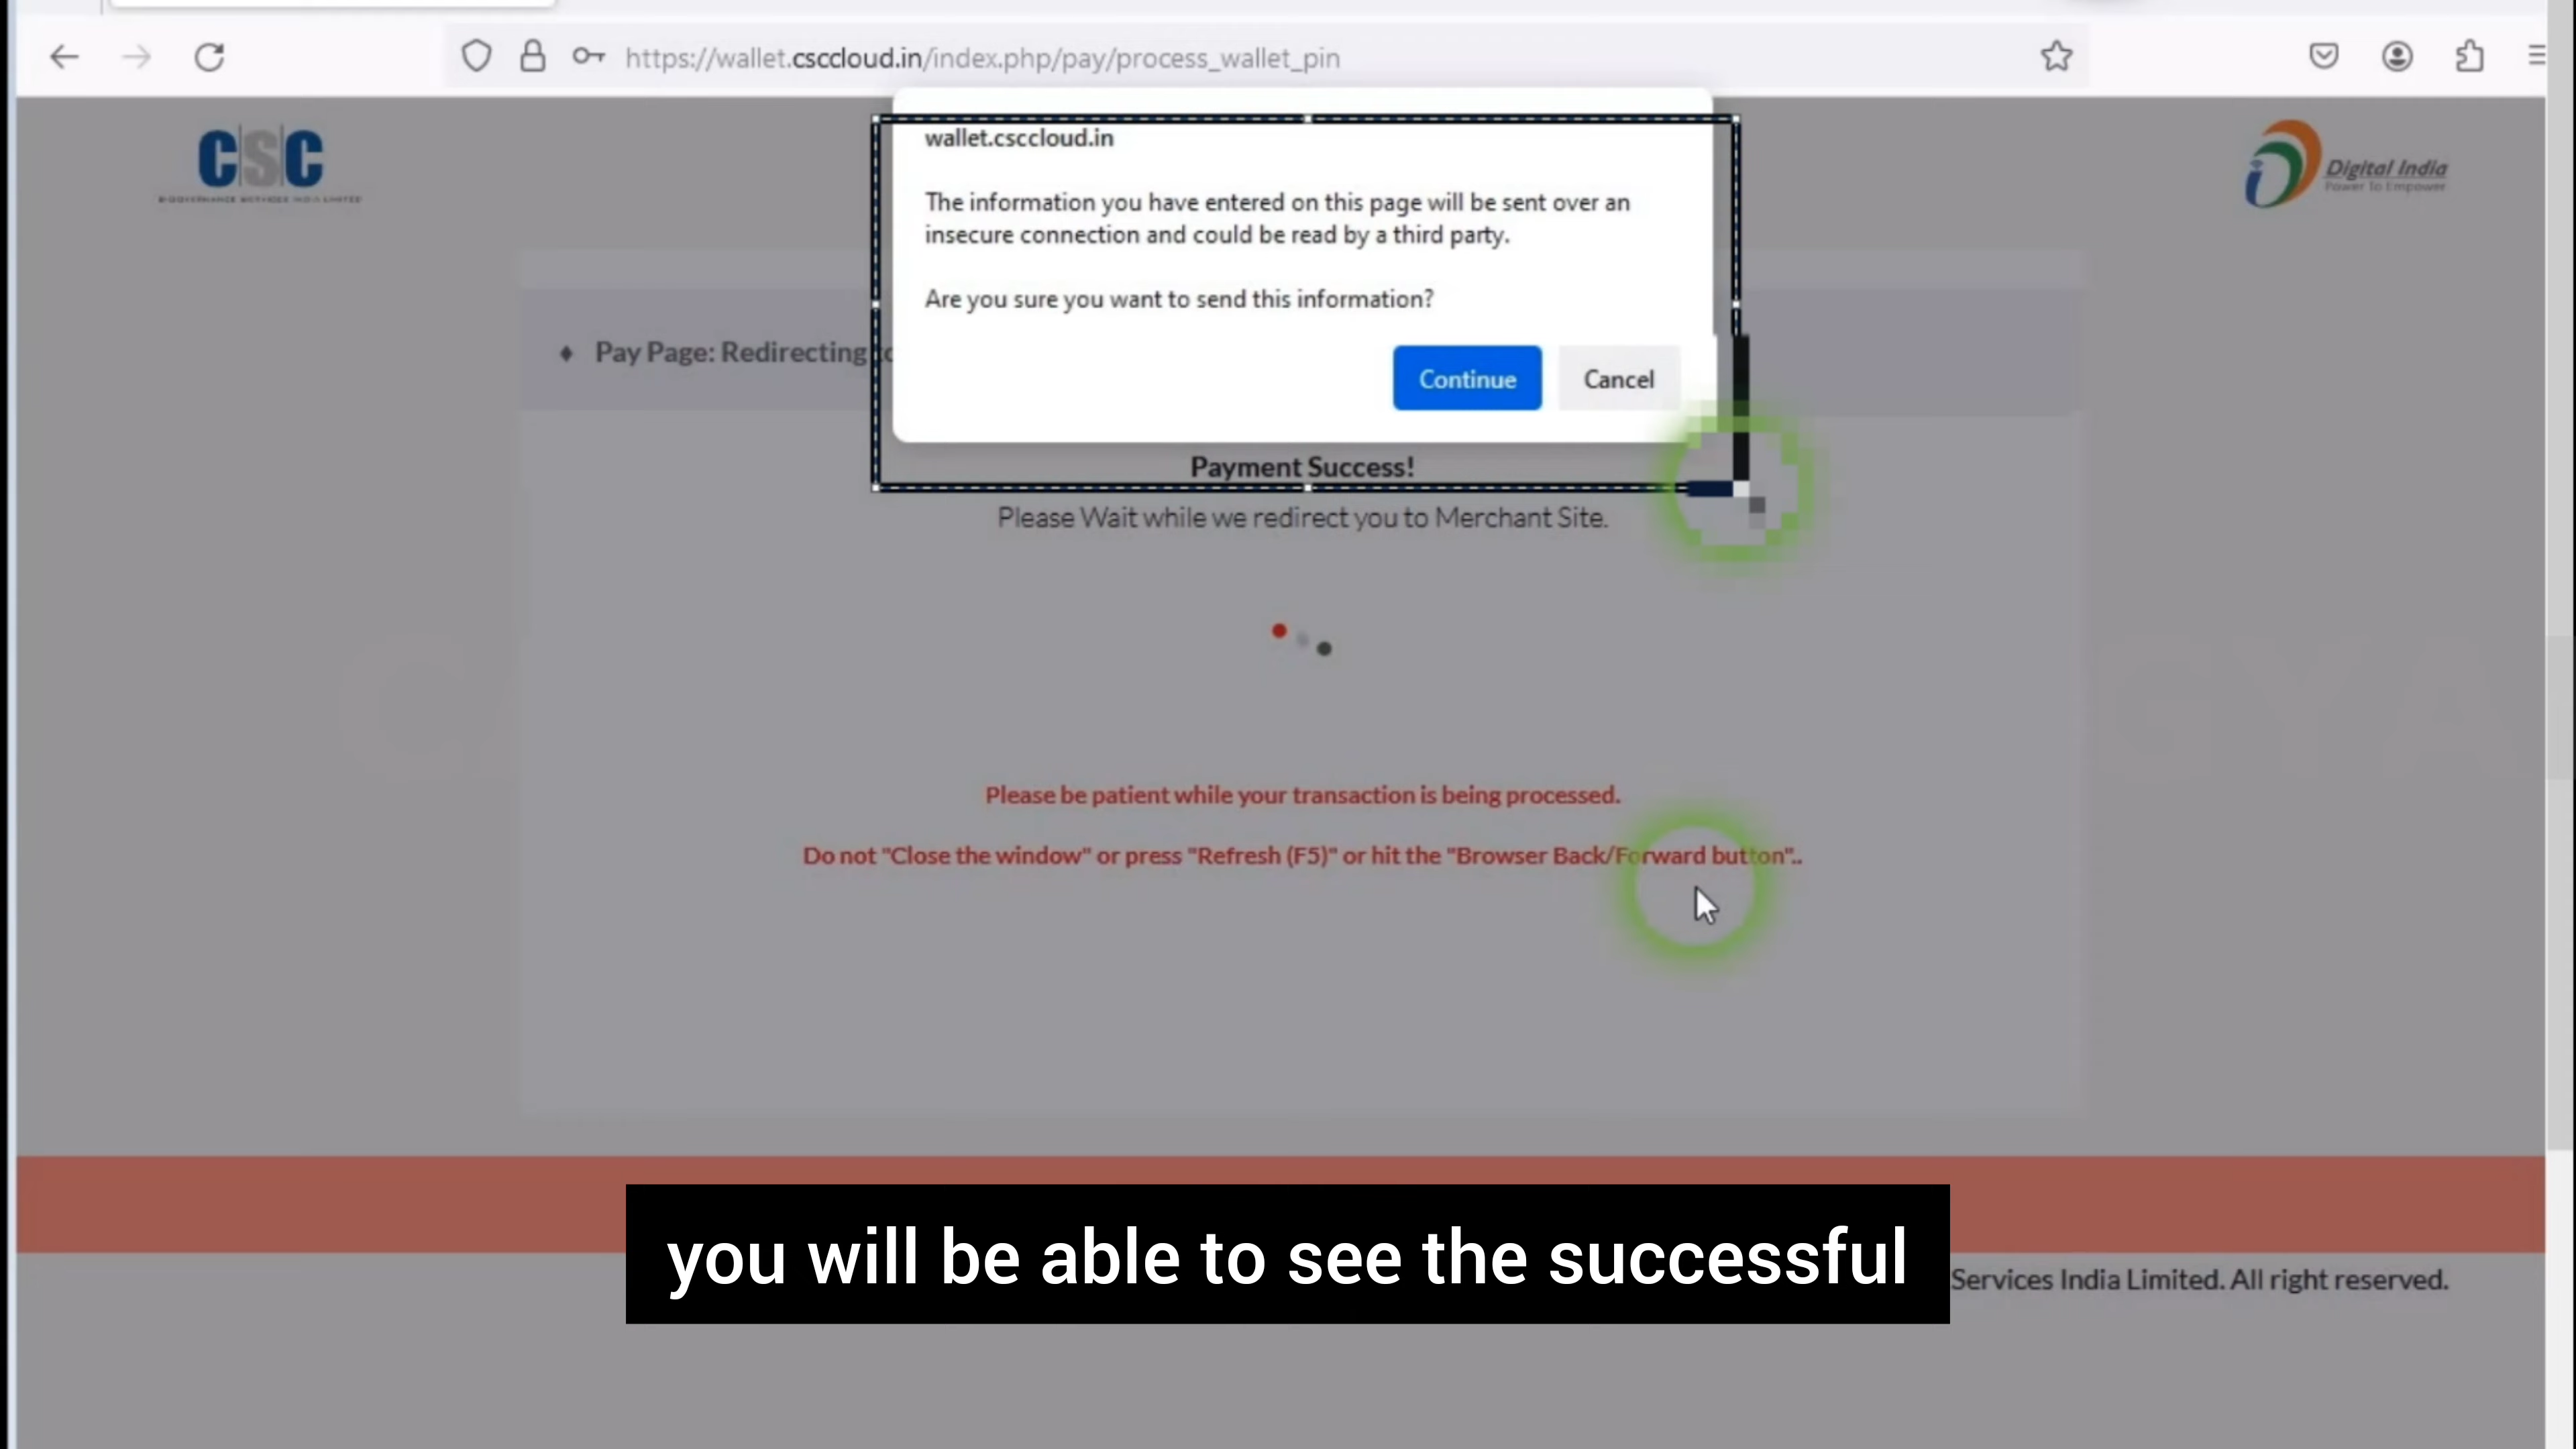 https://wallet.csccloud.in/index.php/pay/process_wallet_pin
CSC
Digital India
Power To Empower
wallet.csccloud.in
The information you have entered on this page will be sent over an
insecure connection and could be read by a third party.
Are you sure you want to send this information?
Continue
Cancel
Pay Page: Redirecting
Payment Success!
Please Wait while we redirect you to Merchant Site.
Please be patient while your transaction is being processed.
Do not "Close the window" or press "Refresh (F5)" or hit the "Browser Back/Forward button"..
you will be able to see the successful
Services India Limited. All right reserved.